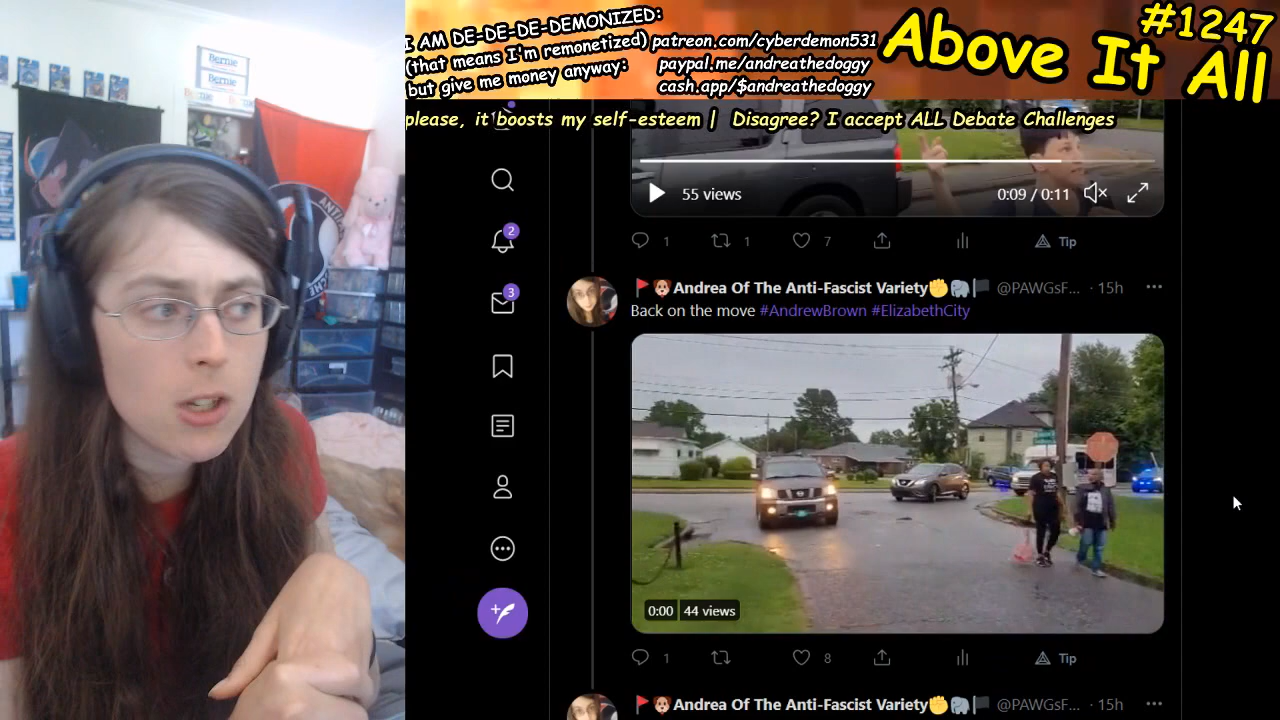 I AM DE-DE-DE-DEMONIZED:
(that means I'm remonetized)
but give me money anyway:
patreon.com/cyberdemon531
paypal.me/andreathedoggy
cash.app/$andreathedoggy
Above It All
#1247
please, it boosts my self-esteem | Disagree? I accept ALL Debate Challenges
Bernie
Bernie
55 views
0:09 / 0:11
1
1
7
Tip
2
3
Andrea Of The Anti-Fascist Variety @PAWGsF... · 15h
Back on the move #AndrewBrown #ElizabethCity
0:00 44 views
1
8
Tip
Andrea Of The Anti-Fascist Variety @PAWGsF... · 15h